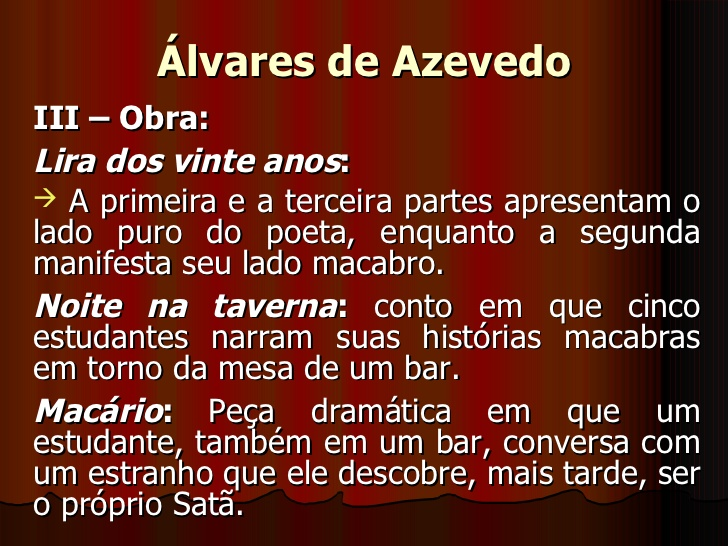 Álvares de Azevedo
III – Obra:
Lira dos vinte anos:
→ A primeira e a terceira partes apresentam o
lado puro do poeta, enquanto a segunda
manifesta seu lado macabro.
Noite na taverna: conto em que cinco
estudantes narram suas histórias macabras
em torno da mesa de um bar.
Macário: Peça dramática em que um
estudante, também em um bar, conversa com
um estranho que ele descobre, mais tarde, ser
o próprio Satã.